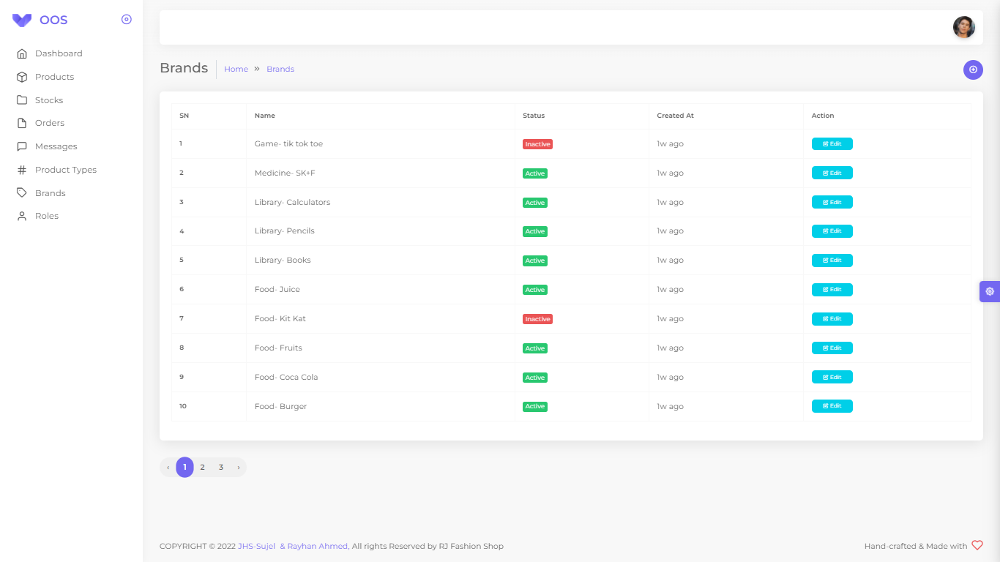 OOS
Dashboard
Products
Stocks
Orders
Messages
Product Types
Brands
Roles
Brands Home » Brands
SN Name Status Created At Action
1 Game- tik tok toe Inactive 1w ago Edit
2 Medicine- SK+F Active 1w ago Edit
3 Library- Calculators Active 1w ago Edit
4 Library- Pencils Active 1w ago Edit
5 Library- Books Active 1w ago Edit
6 Food- Juice Active 1w ago Edit
7 Food- Kit Kat Inactive 1w ago Edit
8 Food- Fruits Active 1w ago Edit
9 Food- Coca Cola Active 1w ago Edit
10 Food- Burger Active 1w ago Edit
‹ 1 2 3 ›
COPYRIGHT © 2022 JHS-Sujel & Rayhan Ahmed, All rights Reserved by RJ Fashion Shop
Hand-crafted & Made with